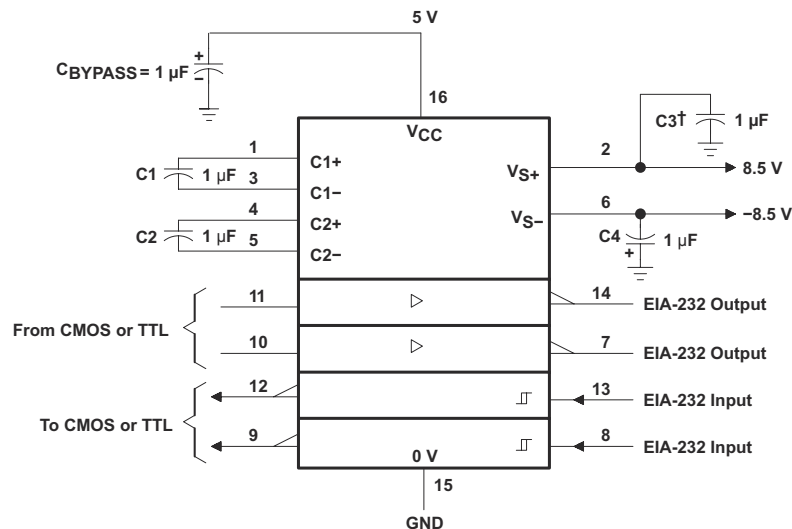 5 V
CBYPASS = 1 µF
+
−
16
VCC
C3†
1 µF
1
C1+
2
VS+
8.5 V
C1
1 µF
3
C1−
4
C2+
6
VS−
−8.5 V
C2
1 µF
5
C2−
C4
1 µF
+
11
14
EIA-232 Output
From CMOS or TTL
10
7
EIA-232 Output
12
13
EIA-232 Input
To CMOS or TTL
9
8
EIA-232 Input
0 V
15
GND